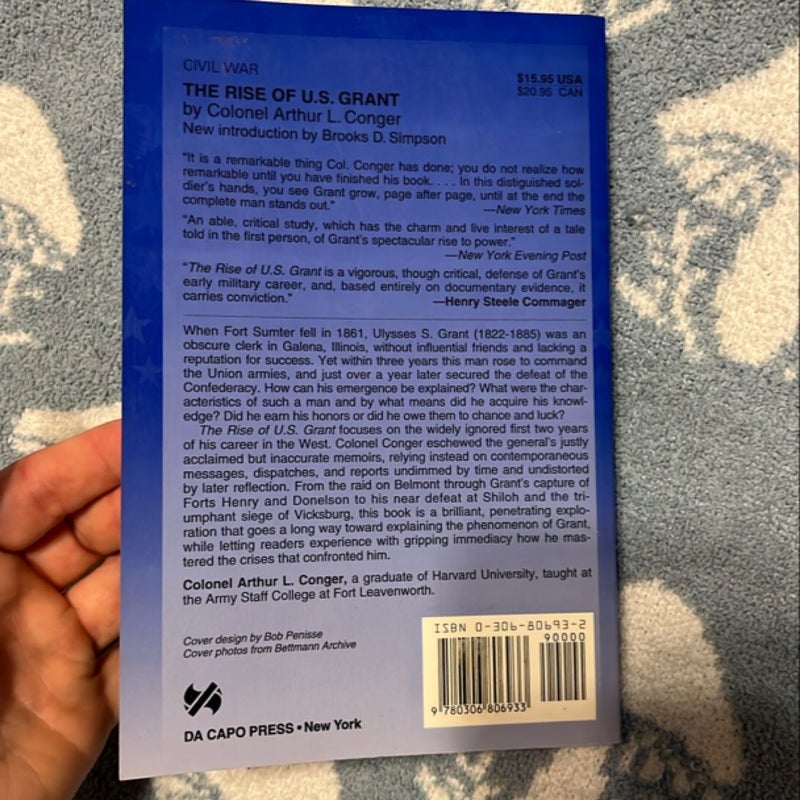 CIVIL WAR
$15.95 USA
$20.95 CAN
THE RISE OF U.S. GRANT
by Colonel Arthur L. Conger
New introduction by Brooks D. Simpson
"It is a remarkable thing Col. Conger has done; you do not realize how
remarkable until you have finished his book. . . . In this distiguished sol-
dier's hands, you see Grant grow, page after page, until at the end the
complete man stands out."
—New York Times
"An able, critical study, which has the charm and live interest of a tale
told in the first person, of Grant's spectacular rise to power."
—New York Evening Post
"The Rise of U.S. Grant is a vigorous, though critical, defense of Grant's
early military career, and, based entirely on documentary evidence, it
carries conviction."
—Henry Steele Commager
When Fort Sumter fell in 1861, Ulysses S. Grant (1822-1885) was an
obscure clerk in Galena, Illinois, without influential friends and lacking a
reputation for success. Yet within three years this man rose to command
the Union armies, and just over a year later secured the defeat of the
Confederacy. How can his emergence be explained? What were the char-
acteristics of such a man and by what means did he acquire his knowl-
edge? Did he earn his honors or did he owe them to chance and luck?
The Rise of U.S. Grant focuses on the widely ignored first two years
of his career in the West. Colonel Conger eschewed the general's justly
acclaimed but inaccurate memoirs, relying instead on contemporaneous
messages, dispatches, and reports undimmed by time and undistorted
by later reflection. From the raid on Belmont through Grant's capture of
Forts Henry and Donelson to his near defeat at Shiloh and the tri-
umphant siege of Vicksburg, this book is a brilliant, penetrating explo-
ration that goes a long way toward explaining the phenomenon of Grant,
while letting readers experience with gripping immediacy how he mas-
tered the crises that confronted him.
Colonel Arthur L. Conger, a graduate of Harvard University, taught at
the Army Staff College at Fort Leavenworth.
Cover design by Bob Penisse
Cover photos from Bettmann Archive
DA CAPO PRESS • New York
ISBN 0-306-80693-2
90000
9 780306 806933